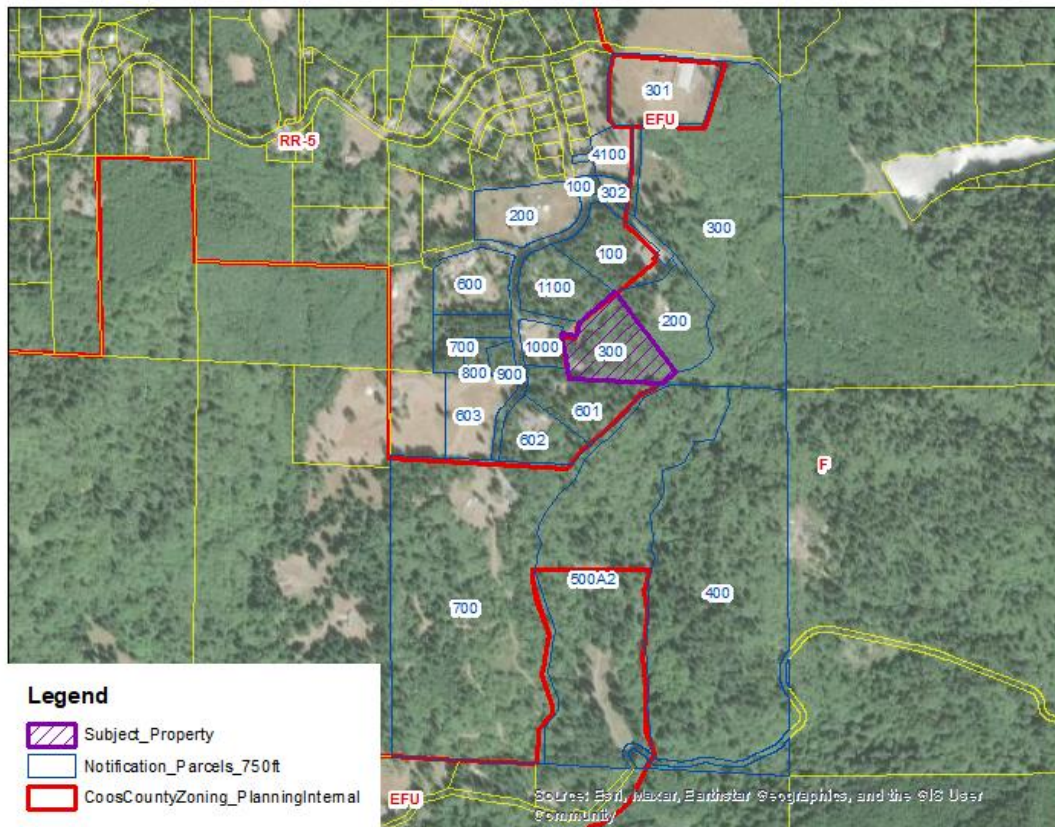 301
EFU
RR-5
4100
100
302
200
300
100
600
1100
200
1000
300
700
800
900
601
603
602
F
500A2
400
700
Legend
Subject_Property
Notification_Parcels_750ft
CoosCountyZoning_PlanningInternal
EFU
Source: Esri, Maxar, Earthstar Geographics, and the GIS User
Community